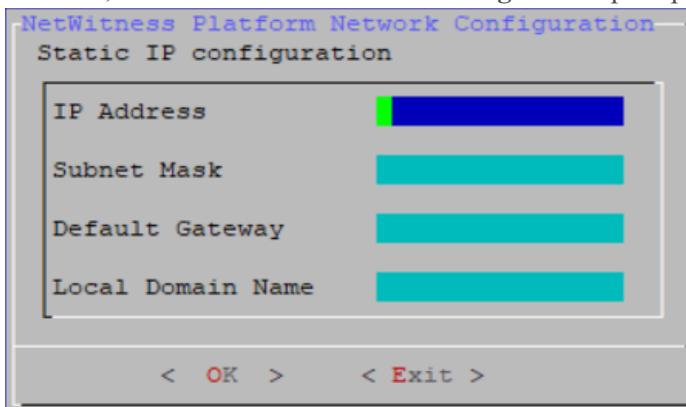 NetWitness Platform Network Configuration
Static IP configuration
IP Address
Subnet Mask
Default Gateway
Local Domain Name
< OK > < Exit >